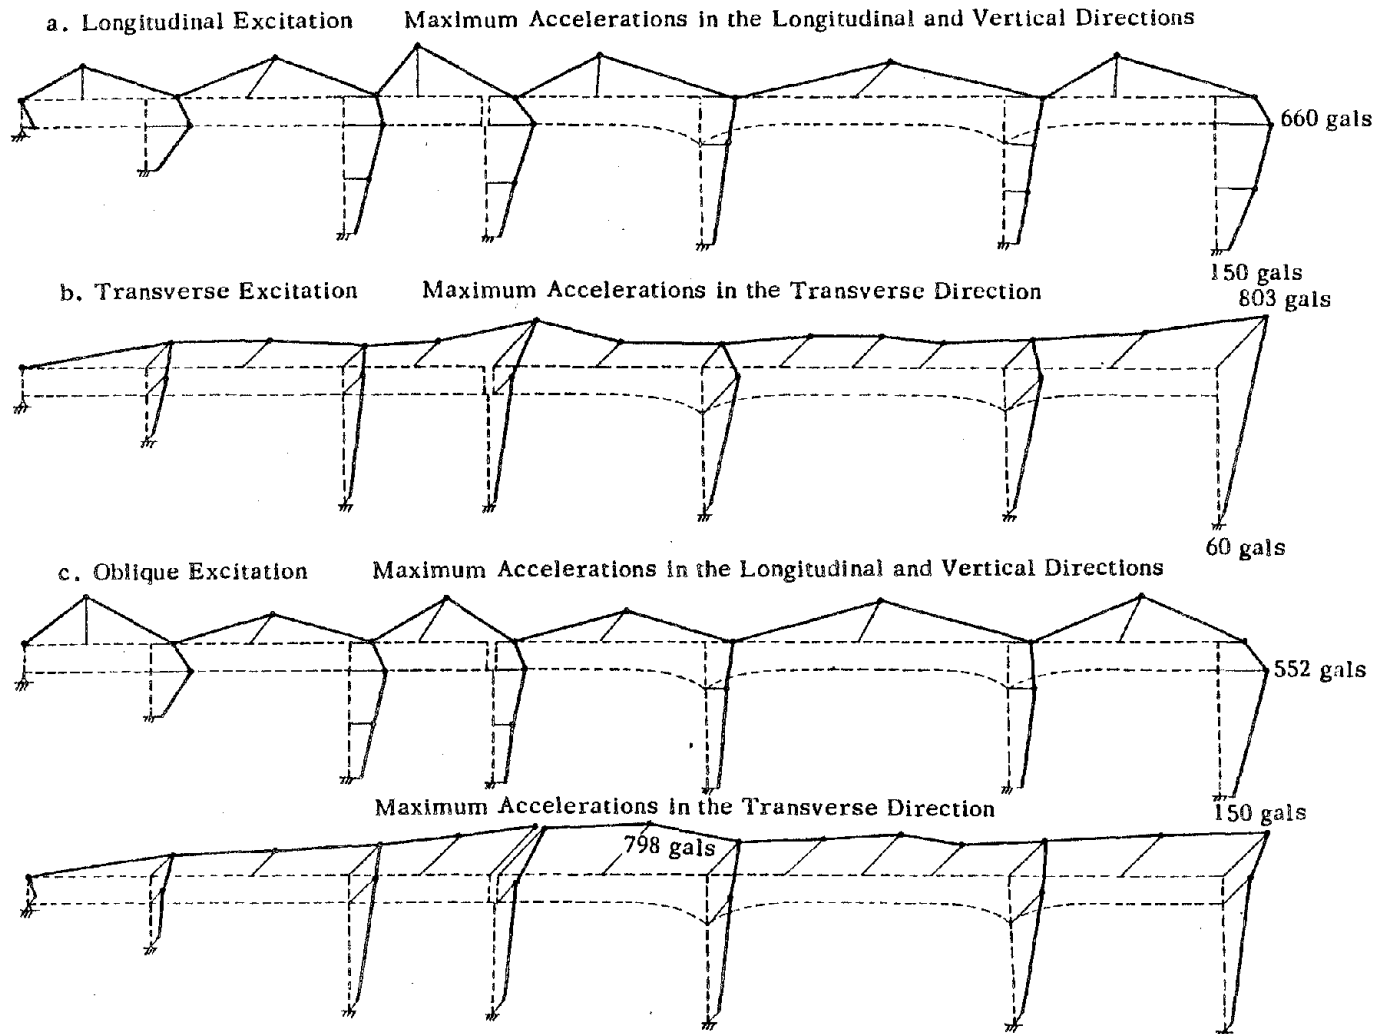 a. Longitudinal Excitation Maximum Accelerations in the Longitudinal and Vertical Directions
660 gals
150 gals
b. Transverse Excitation Maximum Accelerations in the Transverse Direction
803 gals
60 gals
c. Oblique Excitation Maximum Accelerations in the Longitudinal and Vertical Directions
552 gals
Maximum Accelerations in the Transverse Direction
150 gals
798 gals